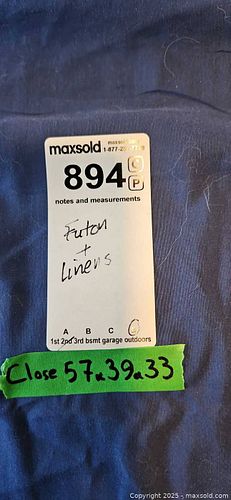 maxsold
894
C
P
notes and measurements
Futon
+
Linens
A B C
1st 2nd 3rd bsmt garage outdoors
Close 57x39x33
Copyright © 2025 - maxsold.com